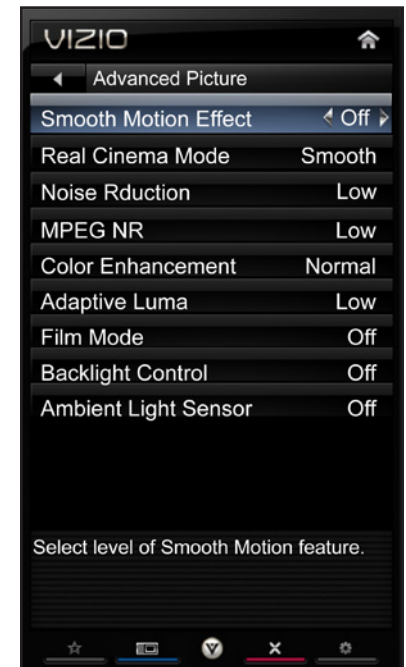 VIZIO
Advanced Picture
Smooth Motion Effect Off
Real Cinema Mode Smooth
Noise Rduction Low
MPEG NR Low
Color Enhancement Normal
Adaptive Luma Low
Film Mode Off
Backlight Control Off
Ambient Light Sensor Off
Select level of Smooth Motion feature.
V